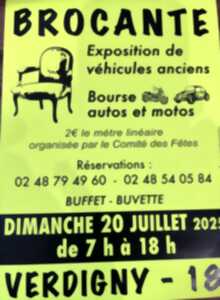 BROCANTE
Exposition de
véhicules anciens
Bourse
autos et motos
2€ le mètre linéaire
organisée par le Comité des Fêtes
Réservations :
02 48 79 49 60 - 02 48 54 05 84
BUFFET - BUVETTE
DIMANCHE 20 JUILLET 2025
de 7 h à 18 h
VERDIGNY - 18